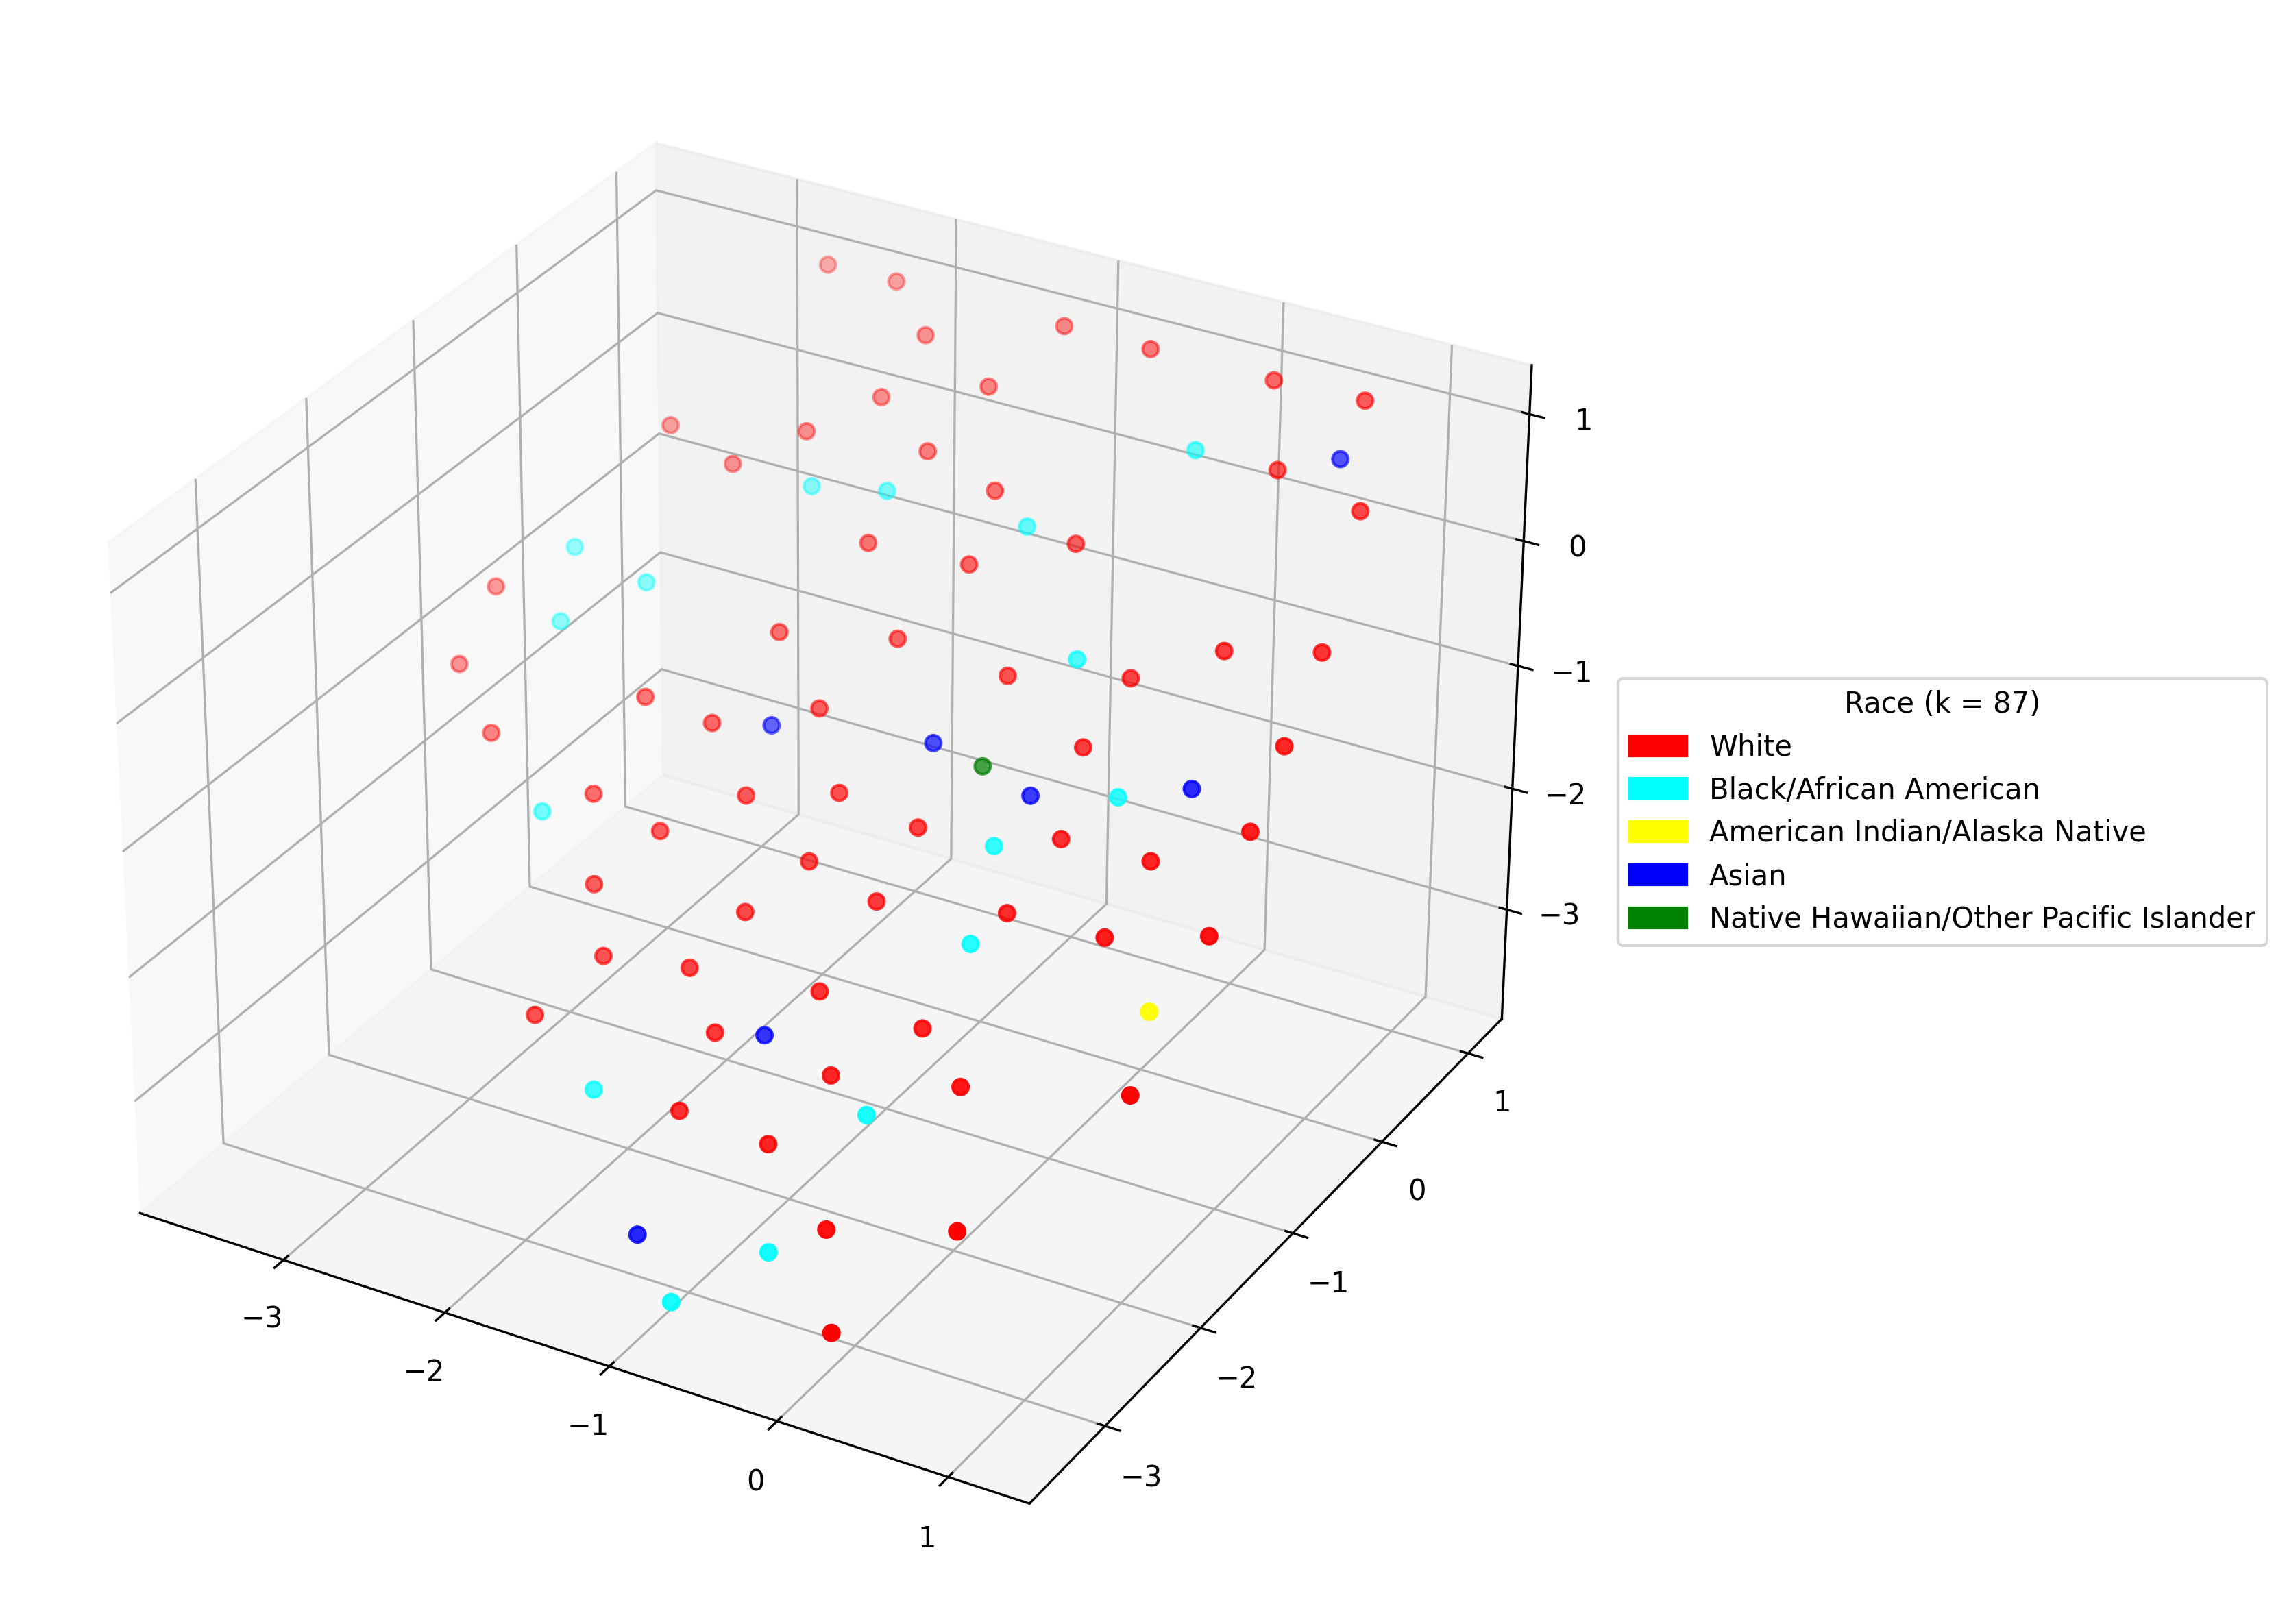 1
0
−1
−2
−3
Race (k = 87)
White
Black/African American
American Indian/Alaska Native
Asian
Native Hawaiian/Other Pacific Islander
1
0
−1
−2
−3
−3
−2
−1
0
1